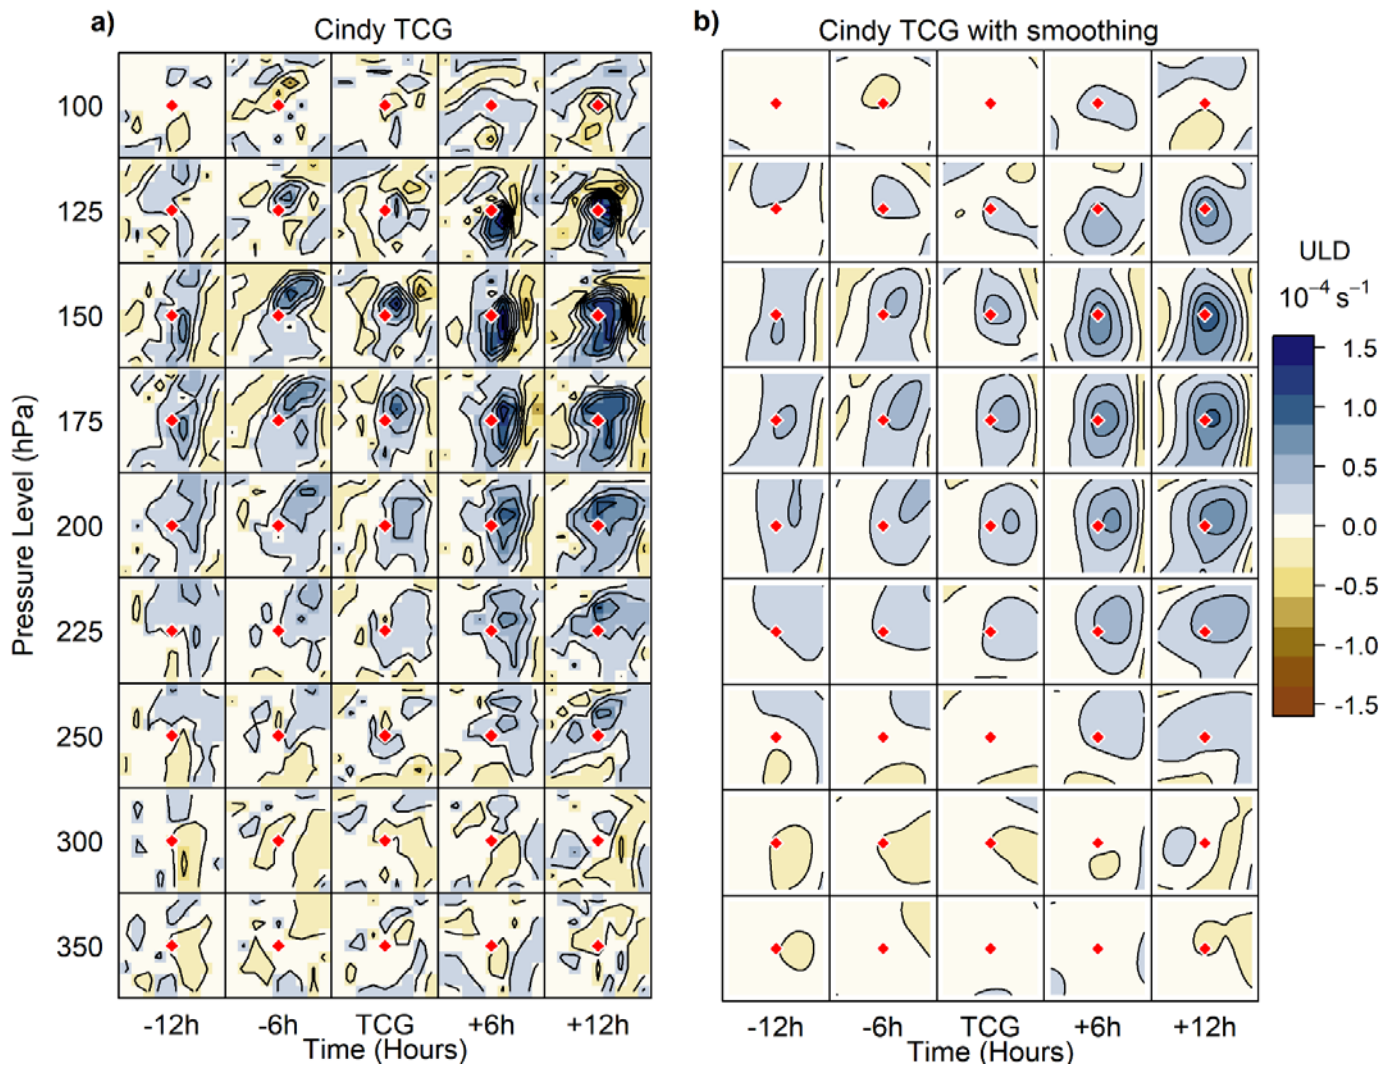 a)
Cindy TCG
b)
Cindy TCG with smoothing
Pressure Level (hPa)
100
125
150
175
200
225
250
300
350
-12h
-6h
TCG
+6h
+12h
Time (Hours)
-12h
-6h
TCG
+6h
+12h
Time (Hours)
ULD
10⁻⁴ s⁻¹
1.5
1.0
0.5
0.0
-0.5
-1.0
-1.5